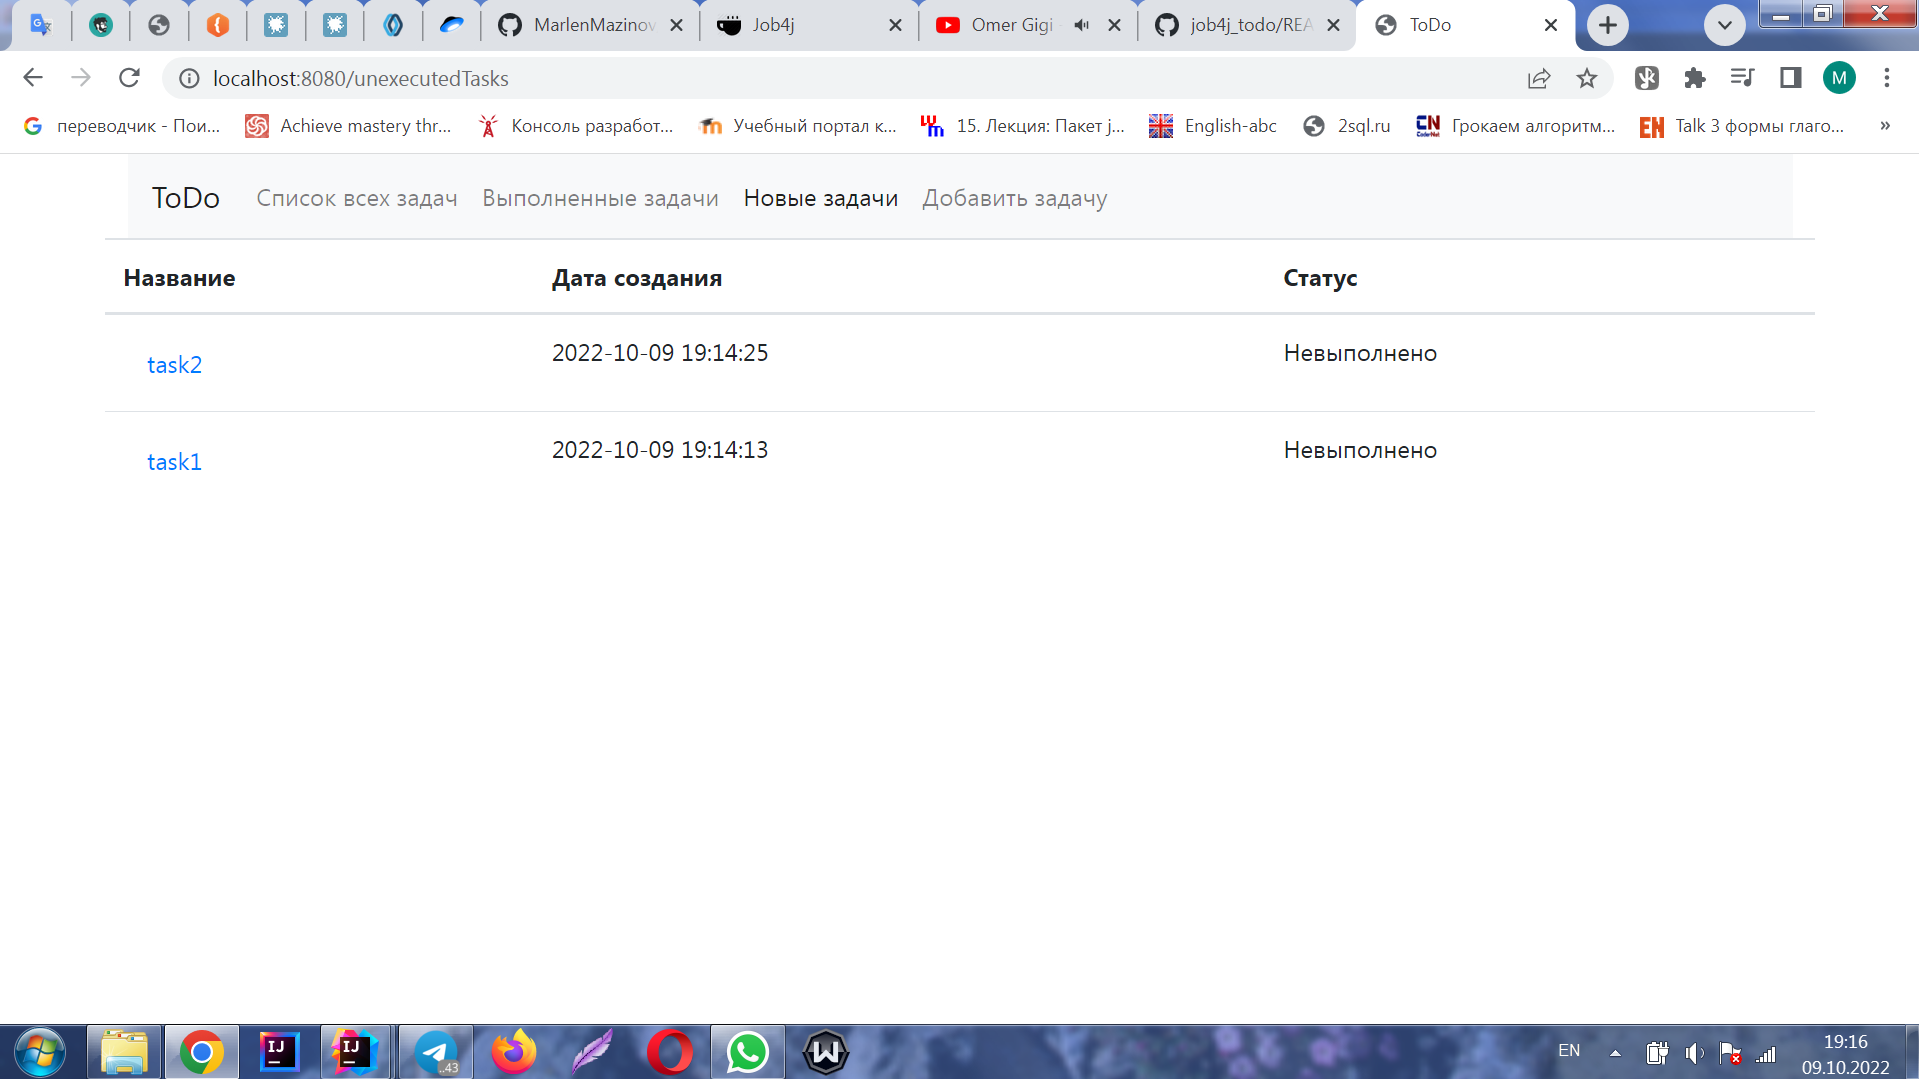 MarlenMazinov
Job4j
Omer Gigi
job4j_todo/REA
ToDo
localhost:8080/unexecutedTasks
M
переводчик - Пои...
Achieve mastery thr...
Консоль разработ...
Учебный портал к...
15. Лекция: Пакет j...
English-abc
2sql.ru
Грокаем алгоритм...
Talk 3 формы глаго...
»
ToDo Список всех задач Выполненные задачи Новые задачи Добавить задачу
Название Дата создания Статус
task2 2022-10-09 19:14:25 Невыполнено
task1 2022-10-09 19:14:13 Невыполнено
EN
19:16
09.10.2022
..43